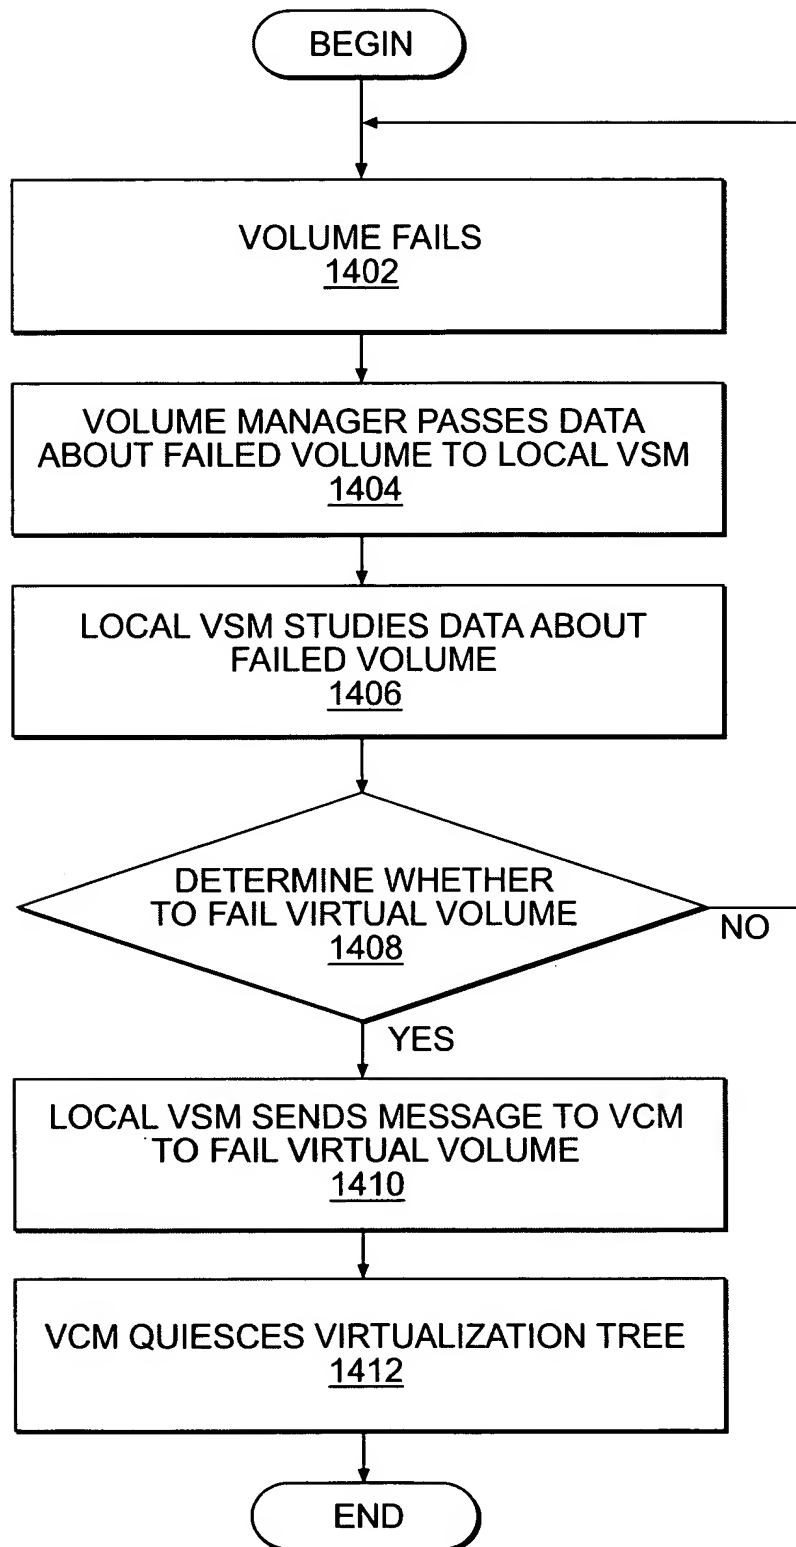 BEGIN
VOLUME FAILS
1402
VOLUME MANAGER PASSES DATA
ABOUT FAILED VOLUME TO LOCAL VSM
1404
LOCAL VSM STUDIES DATA ABOUT
FAILED VOLUME
1406
DETERMINE WHETHER
TO FAIL VIRTUAL VOLUME
1408
NO
YES
LOCAL VSM SENDS MESSAGE TO VCM
TO FAIL VIRTUAL VOLUME
1410
VCM QUIESCES VIRTUALIZATION TREE
1412
END